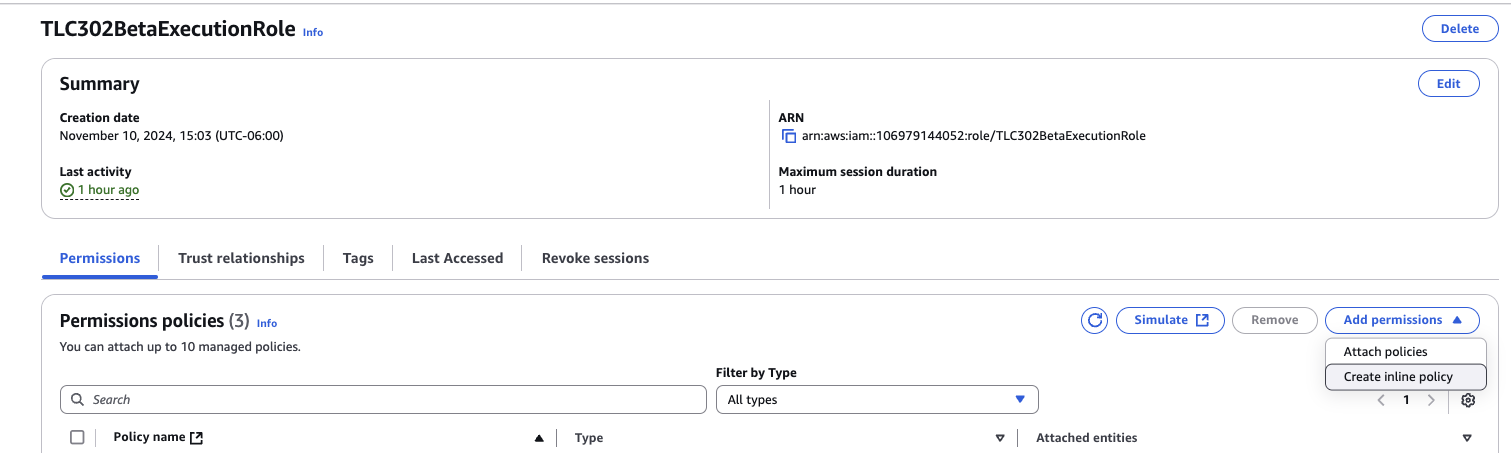 TLC302BetaExecutionRole Info
Delete
Summary
Edit
Creation date
November 10, 2024, 15:03 (UTC-06:00)
ARN
arn:aws:iam::106979144052:role/TLC302BetaExecutionRole
Last activity
1 hour ago
Maximum session duration
1 hour
Permissions Trust relationships Tags Last Accessed Revoke sessions
Permissions policies (3) Info
Simulate Remove Add permissions
You can attach up to 10 managed policies.
Attach policies
Create inline policy
Filter by Type
Search All types
1
Policy name Type Attached entities